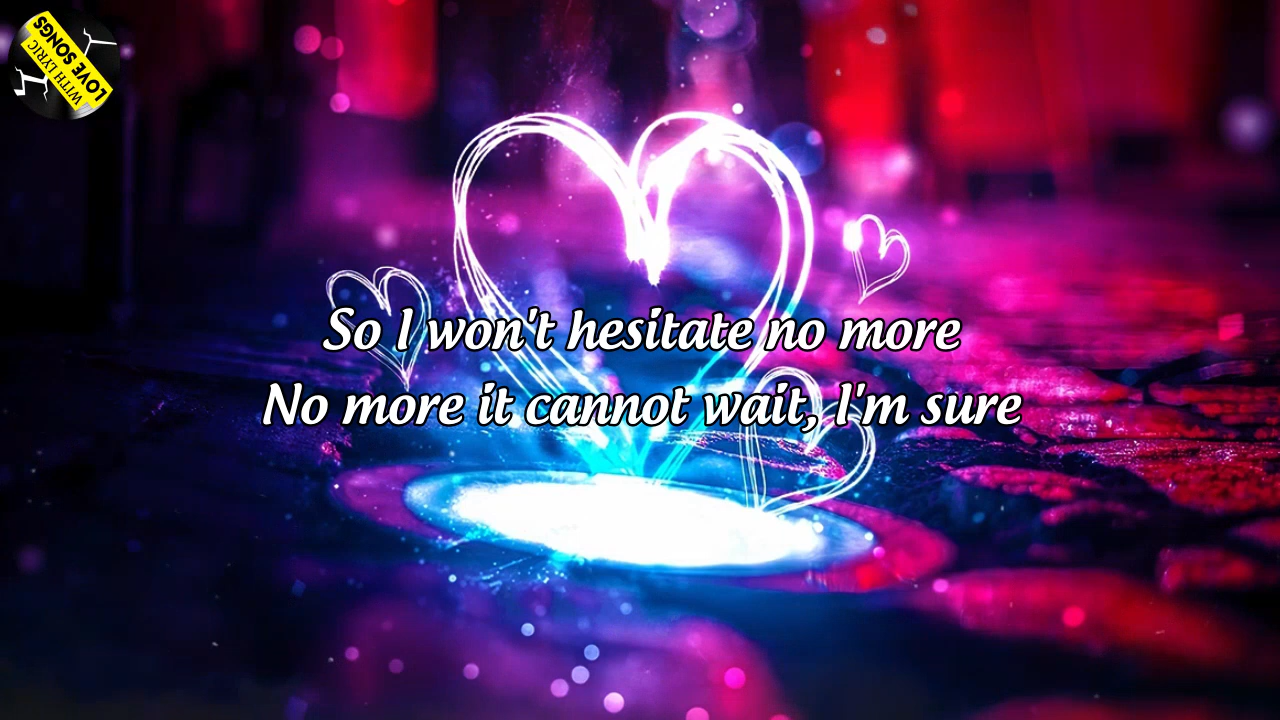 LOVE SONGS
WITH LYRIC
So I won't hesitate no more
No more it cannot wait, I'm sure